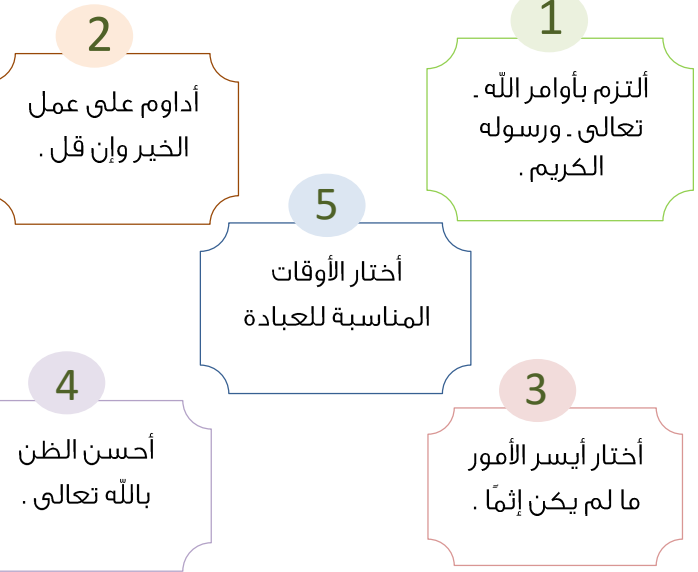 1
ألتزم بأوامر اللّه ـ
تعالى ـ ورسوله
الكريم .
2
أداوم على عمل
الخير وإن قل .
5
أختار الأوقات
المناسبة للعبادة
3
أختار أيسر الأمور
ما لم يكن إثمًا .
4
أحسن الظن
باللّه تعالى .